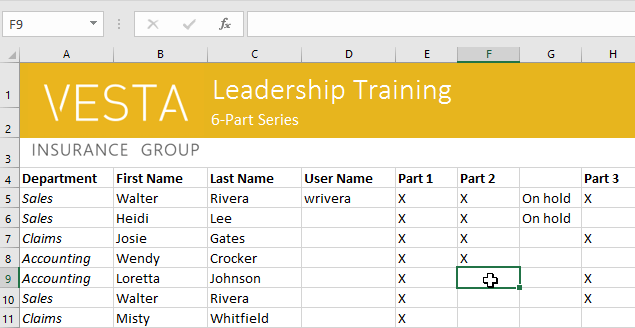 F9 fx
A B C D E F G H
1 VESTA Leadership Training
2 6-Part Series
3 INSURANCE GROUP
4 Department First Name Last Name User Name Part 1 Part 2 Part 3
5 Sales Walter Rivera wrivera X X On hold X
6 Sales Heidi Lee X X On hold
7 Claims Josie Gates X X X
8 Accounting Wendy Crocker X X
9 Accounting Loretta Johnson X X
10 Sales Walter Rivera X X
11 Claims Misty Whitfield X